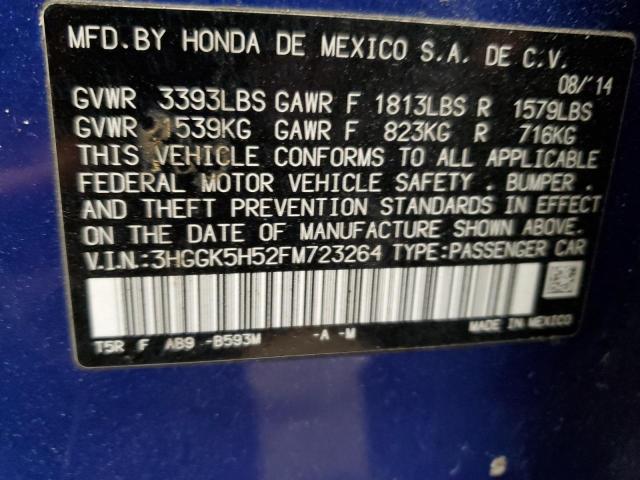 MFD.BY HONDA DE MEXICO S.A. DE C.V.
08/'14
GVWR 3393LBS GAWR F 1813LBS R 1579LBS
GVWR 1539KG GAWR F 823KG R 716KG
THIS VEHICLE CONFORMS TO ALL APPLICABLE
FEDERAL MOTOR VEHICLE SAFETY . BUMPER .
AND THEFT PREVENTION STANDARDS IN EFFECT
ON THE DATE OF MANUFACTURE SHOWN ABOVE.
V.I.N.:3HGGK5H52FM723264 TYPE:PASSENGER CAR
MADE IN MEXICO
T5R F AB9 -B593M -A -M